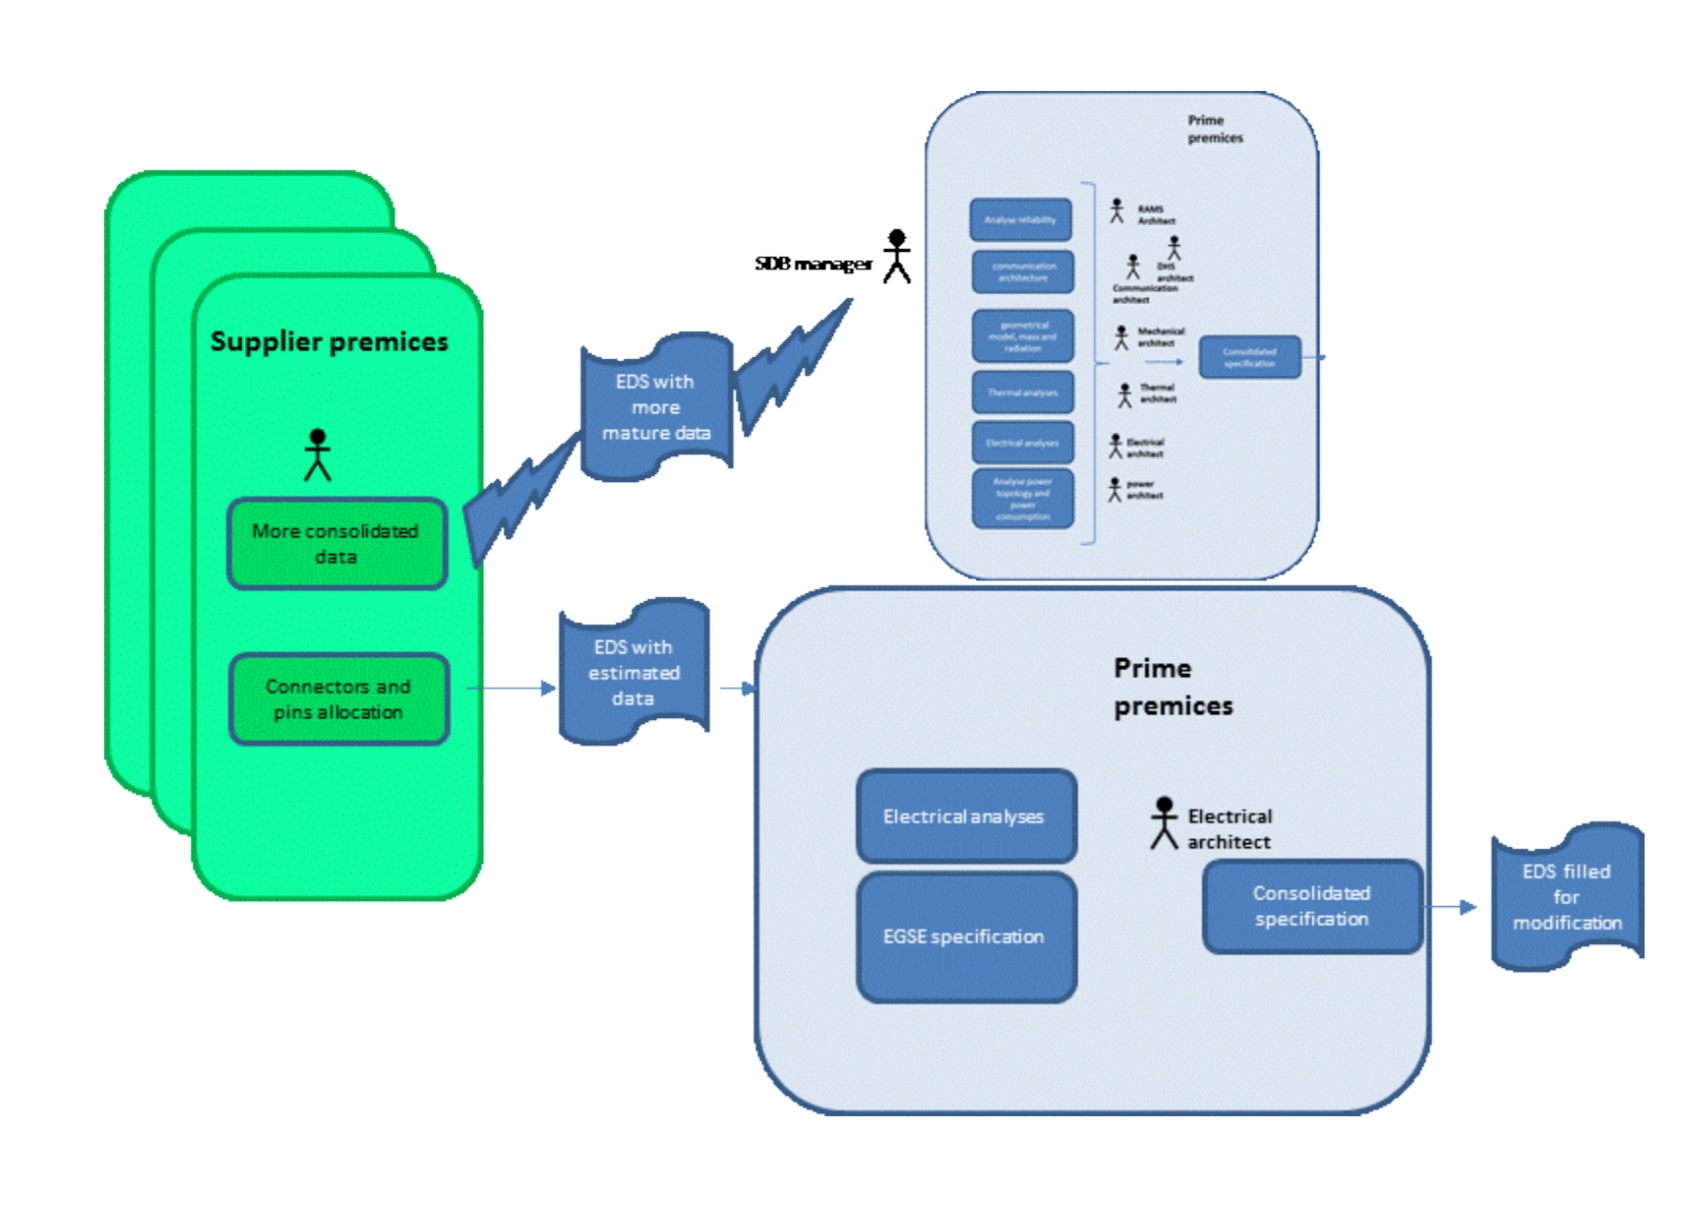 Supplier premices
More consolidated
data
Connectors and
pins allocation
EDS with
more
mature data
EDS with
estimated
data
SDB manager
Prime
premices
Analyse reliability
communication
architecture
geometrical
model, mass and
radiation
Thermal analyses
Electrical analyses
Analyse power
topology and
power
consumption
RAMS
Architect
DHS
architect
Communication
architect
Mechanical
architect
Thermal
architect
Electrical
architect
power
architect
Consolidated
specification
Prime
premices
Electrical analyses
EGSE specification
Electrical
architect
Consolidated
specification
EDS filled
for
modification